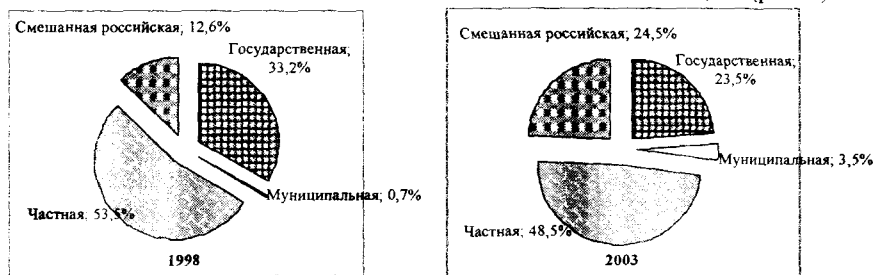 Смешанная российская; 12,6%
Государственная;
33,2%
Муниципальная; 0,7%
Частная; 53,5%
1998
Смешанная российская; 24,5%
Государственная;
23,5%
Муниципальная; 3,5%
Частная; 48,5%
2003